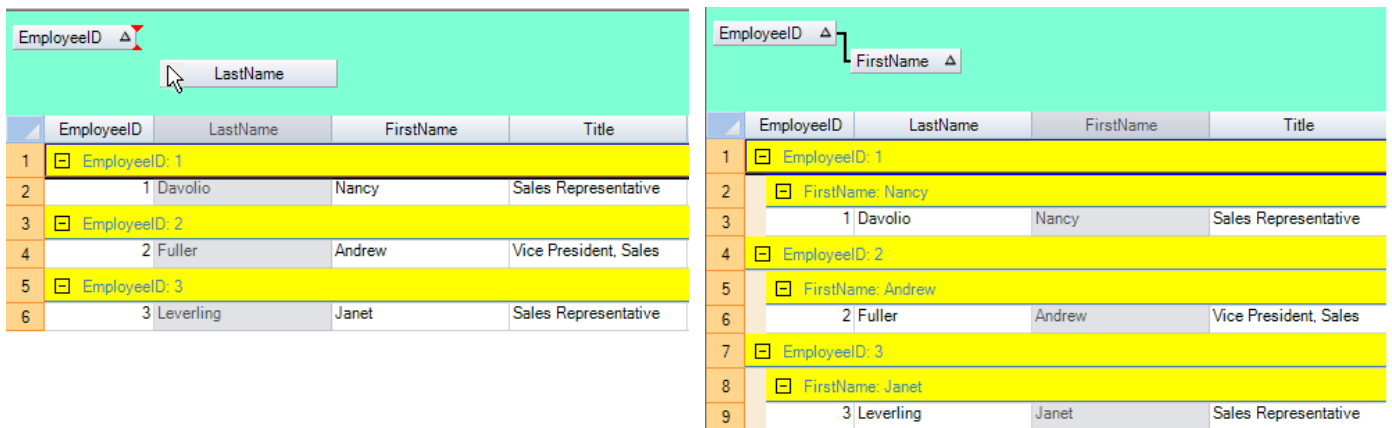 EmployeeID
LastName
EmployeeID LastName FirstName Title
1 EmployeeID: 1
2 1 Davolio Nancy Sales Representative
3 EmployeeID: 2
4 2 Fuller Andrew Vice President, Sales
5 EmployeeID: 3
6 3 Leverling Janet Sales Representative
EmployeeID
FirstName
EmployeeID LastName FirstName Title
1 EmployeeID: 1
2 FirstName: Nancy
3 1 Davolio Nancy Sales Representative
4 EmployeeID: 2
5 FirstName: Andrew
6 2 Fuller Andrew Vice President, Sales
7 EmployeeID: 3
8 FirstName: Janet
9 3 Leverling Janet Sales Representative